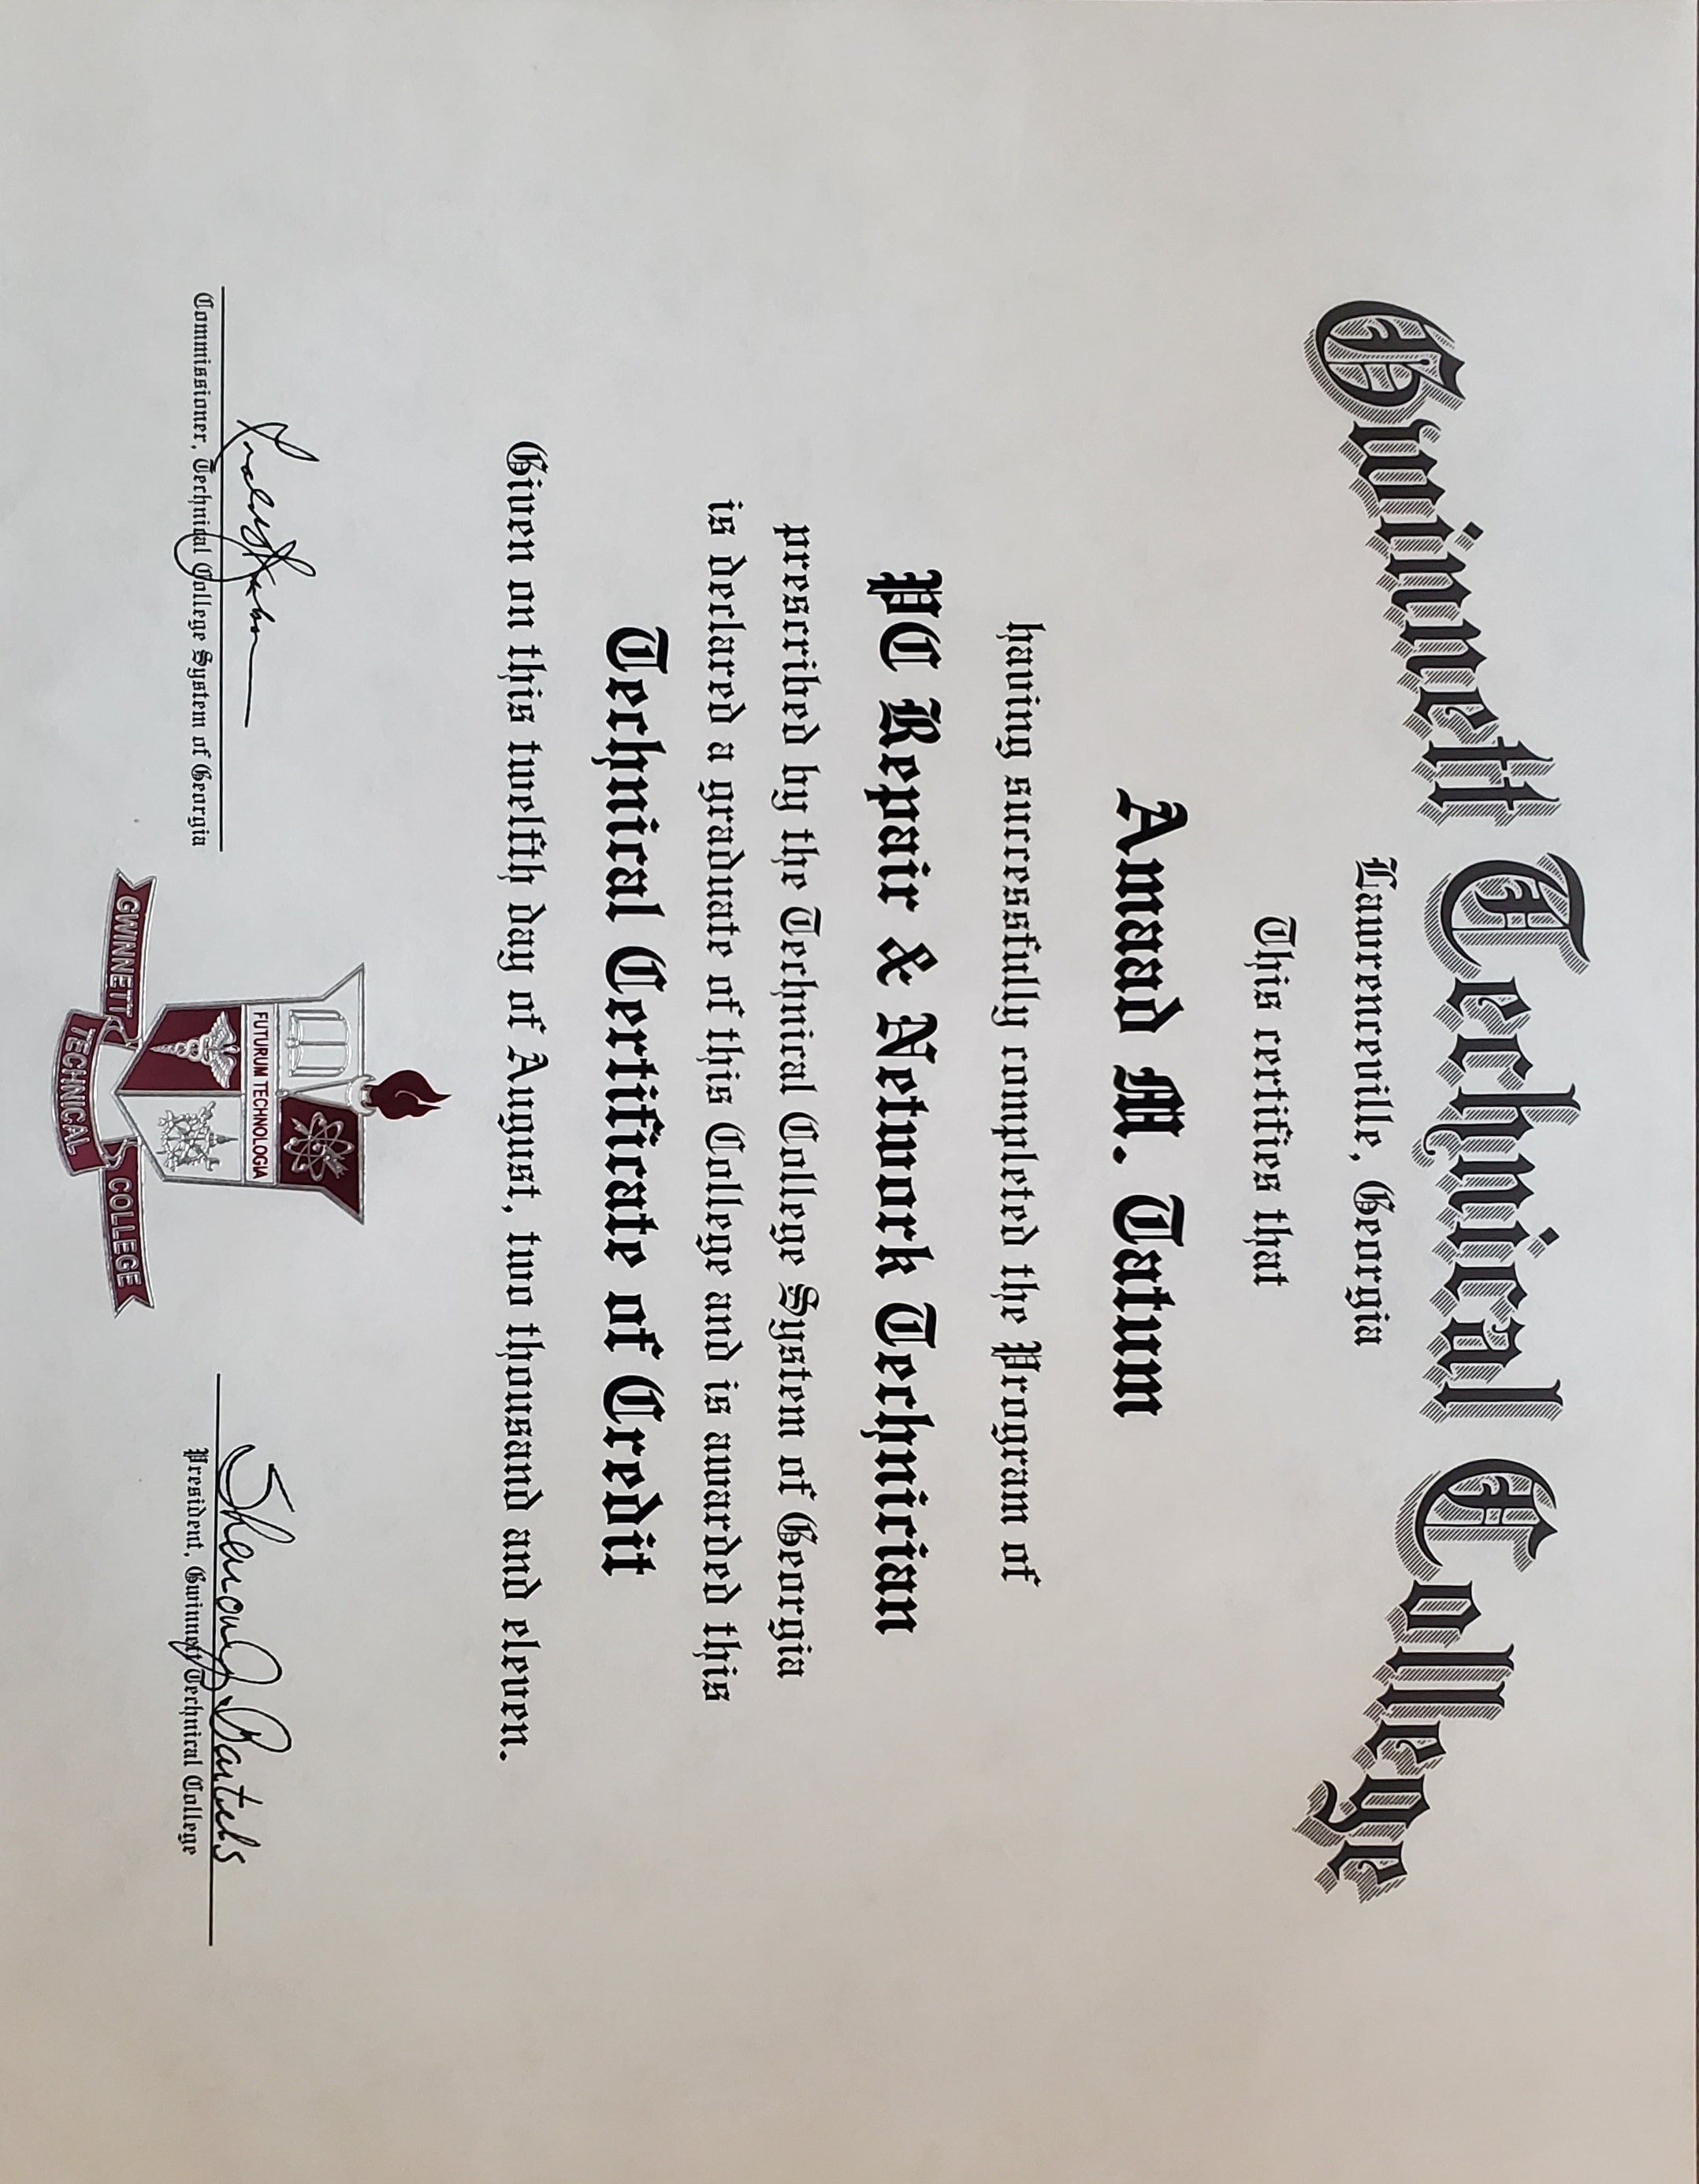 Gwinnett Technical College
Lawrenceville, Georgia
This certifies that
Amaad M. Tatum
having successfully completed the Program of
PC Repair & Network Technician
prescribed by the Technical College System of Georgia
is declared a graduate of this College and is awarded this
Technical Certificate of Credit
Given on this twelfth day of August, two thousand and eleven.
Commissioner, Technical College System of Georgia
FUTURUM TECHNOLOGIA
GWINNETT
TECHNICAL
COLLEGE
Sharon J. Bartels
President, Gwinnett Technical College